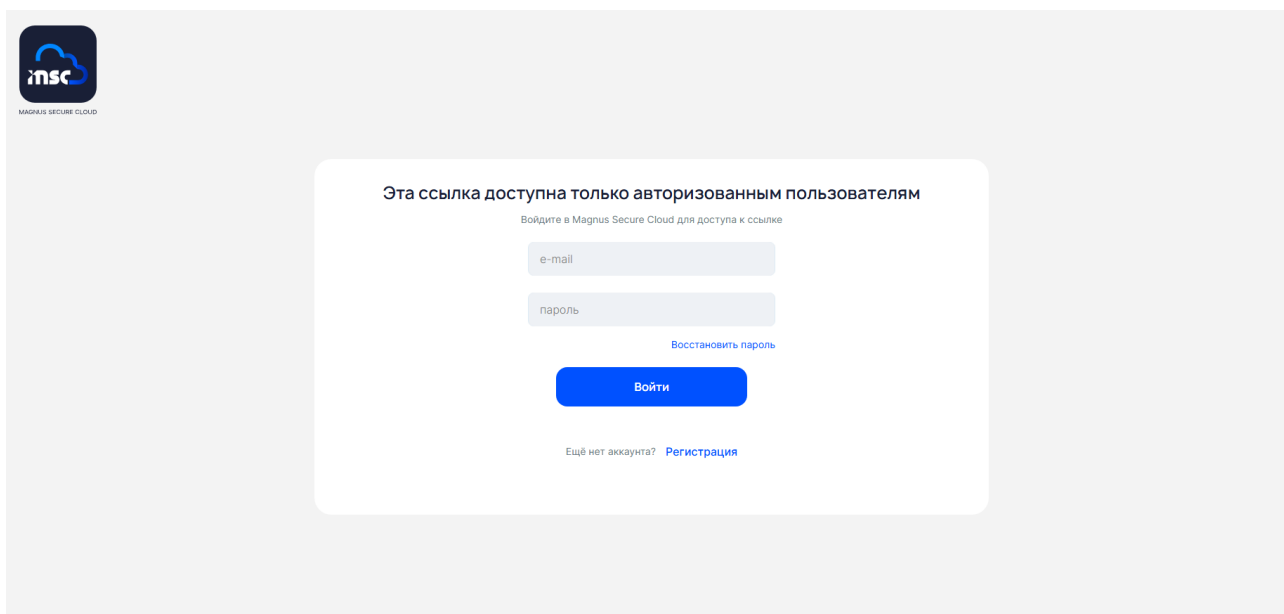 msc
MAGNUS SECURE CLOUD
Эта ссылка доступна только авторизованным пользователям
Войдите в Magnus Secure Cloud для доступа к ссылке
e-mail
пароль
Восстановить пароль
Войти
Ещё нет аккаунта? Регистрация